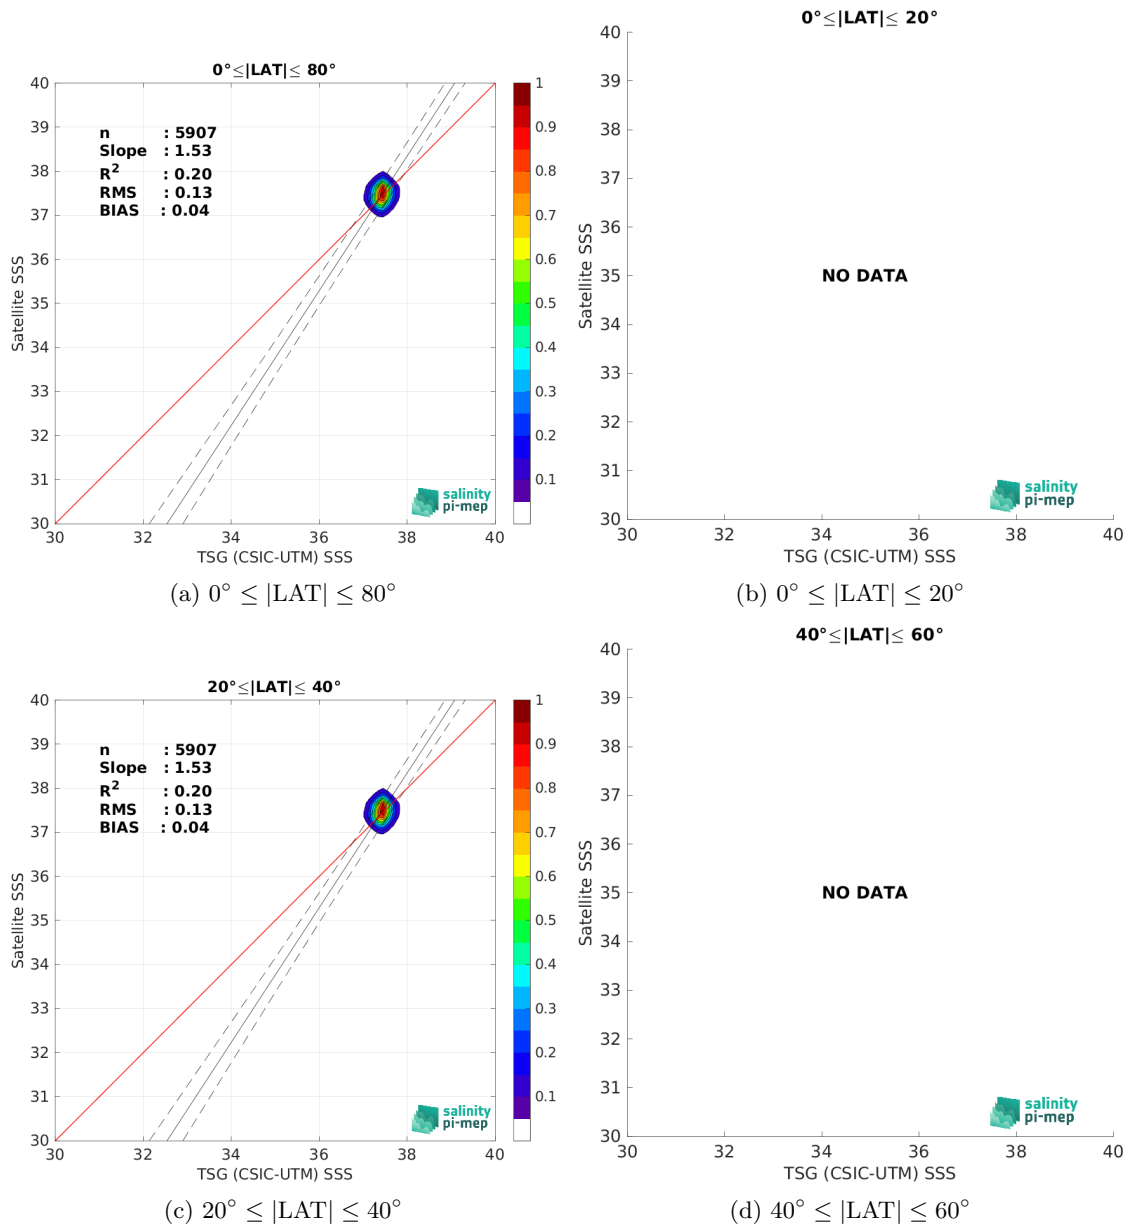 0°≤|LAT|≤ 80°
40
39
38
37
36
35
34
33
32
31
30
Satellite SSS
n : 5907
Slope : 1.53
R² : 0.20
RMS : 0.13
BIAS : 0.04
1
0.9
0.8
0.7
0.6
0.5
0.4
0.3
0.2
0.1
salinity
pi-mep
30 32 34 36 38 40
TSG (CSIC-UTM) SSS
(a) 0° ≤ |LAT| ≤ 80°
0°≤|LAT|≤ 20°
40
39
38
37
36
35
34
33
32
31
30
Satellite SSS
NO DATA
salinity
pi-mep
30 32 34 36 38 40
TSG (CSIC-UTM) SSS
(b) 0° ≤ |LAT| ≤ 20°
20°≤|LAT|≤ 40°
40
39
38
37
36
35
34
33
32
31
30
Satellite SSS
n : 5907
Slope : 1.53
R² : 0.20
RMS : 0.13
BIAS : 0.04
1
0.9
0.8
0.7
0.6
0.5
0.4
0.3
0.2
0.1
salinity
pi-mep
30 32 34 36 38 40
TSG (CSIC-UTM) SSS
(c) 20° ≤ |LAT| ≤ 40°
40°≤|LAT|≤ 60°
40
39
38
37
36
35
34
33
32
31
30
Satellite SSS
NO DATA
salinity
pi-mep
30 32 34 36 38 40
TSG (CSIC-UTM) SSS
(d) 40° ≤ |LAT| ≤ 60°